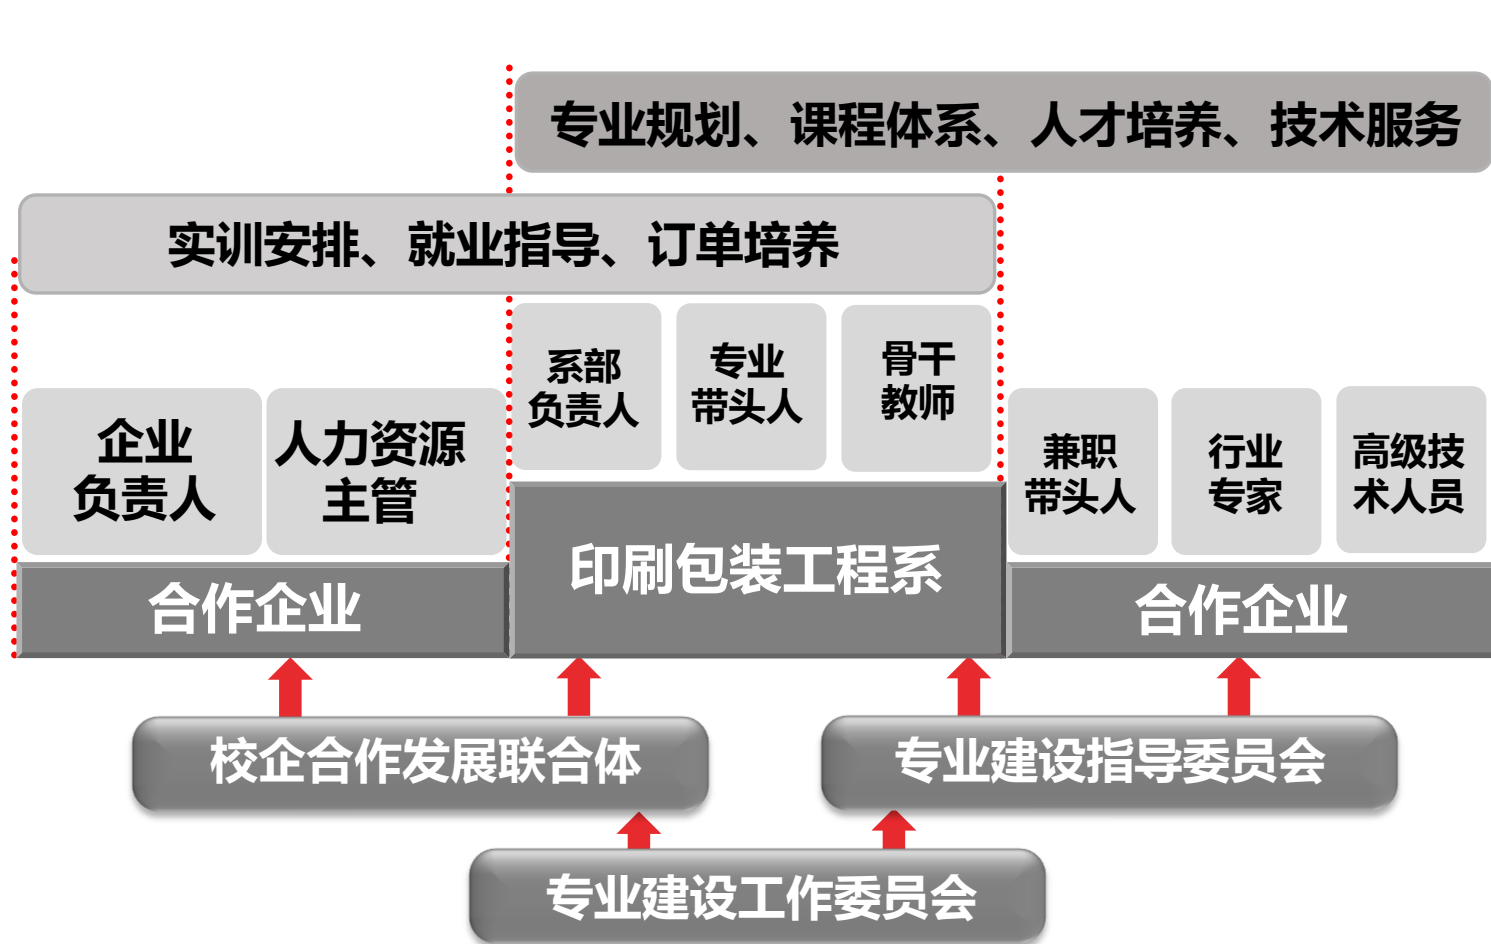 专业规划、课程体系、人才培养、技术服务
实训安排、就业指导、订单培养
系部
负责人
专业
带头人
骨干
教师
企业
负责人
人力资源
主管
兼职
带头人
行业
专家
高级技
术人员
印刷包装工程系
合作企业
合作企业
校企合作发展联合体
专业建设指导委员会
专业建设工作委员会